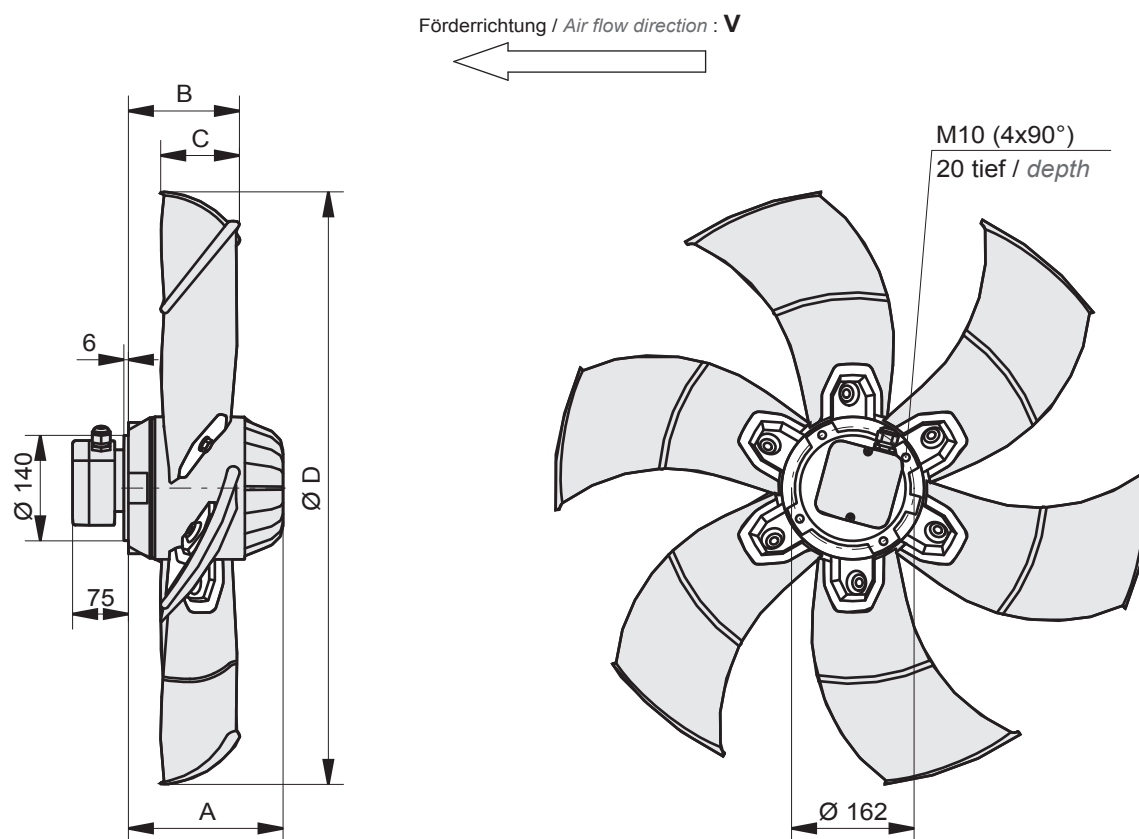 Förderrichtung / Air flow direction : V
B
C
M10 (4x90°)
20 tief / depth
6
Ø 140
Ø D
75
A
Ø 162